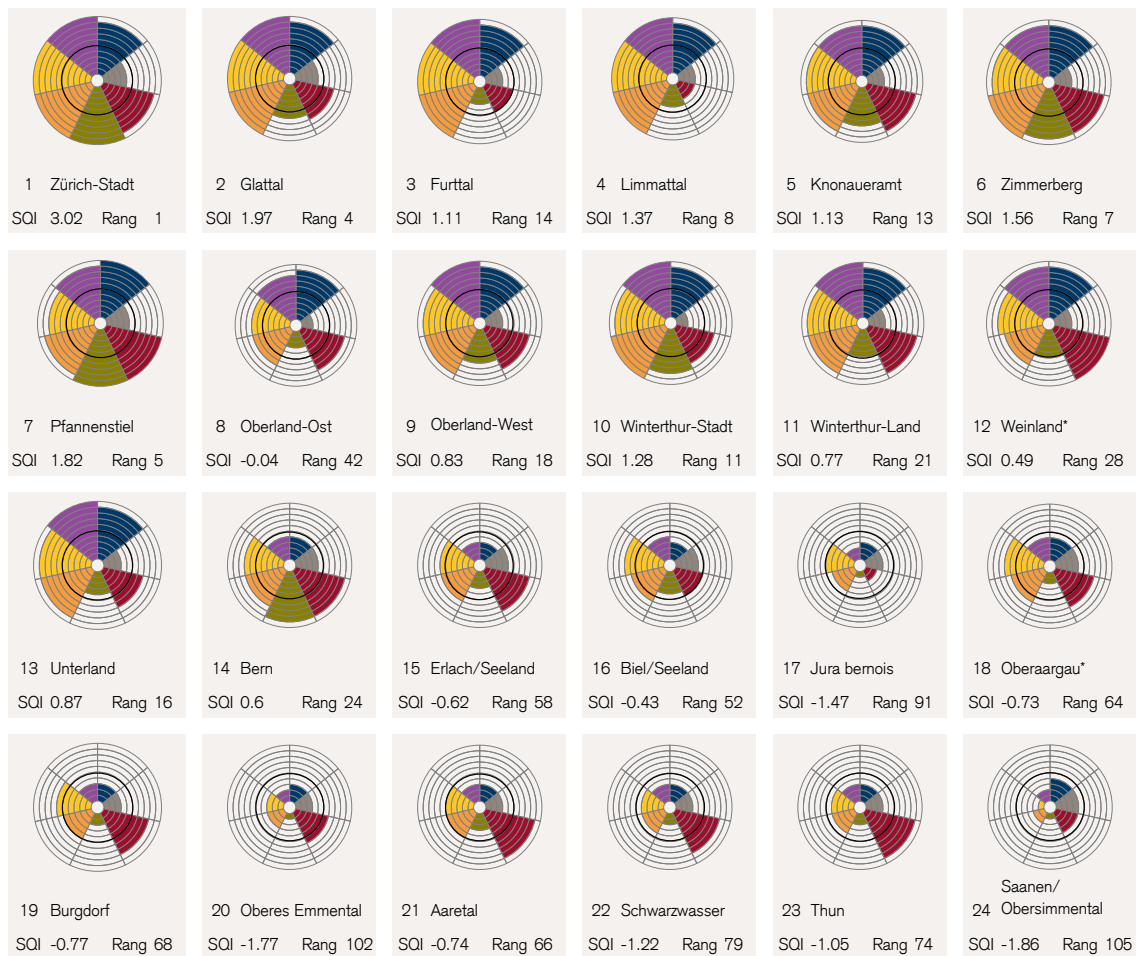 1 Zürich-Stadt
SQI 3.02 Rang 1
2 Glattal
SQI 1.97 Rang 4
3 Furttal
SQI 1.11 Rang 14
4 Limmattal
SQI 1.37 Rang 8
5 Knonaueramt
SQI 1.13 Rang 13
6 Zimmerberg
SQI 1.56 Rang 7
7 Pfannenstiel
SQI 1.82 Rang 5
8 Oberland-Ost
SQI -0.04 Rang 42
9 Oberland-West
SQI 0.83 Rang 18
10 Winterthur-Stadt
SQI 1.28 Rang 11
11 Winterthur-Land
SQI 0.77 Rang 21
12 Weinland*
SQI 0.49 Rang 28
13 Unterland
SQI 0.87 Rang 16
14 Bern
SQI 0.6 Rang 24
15 Erlach/Seeland
SQI -0.62 Rang 58
16 Biel/Seeland
SQI -0.43 Rang 52
17 Jura bernois
SQI -1.47 Rang 91
18 Oberaargau*
SQI -0.73 Rang 64
19 Burgdorf
SQI -0.77 Rang 68
20 Oberes Emmental
SQI -1.77 Rang 102
21 Aaretal
SQI -0.74 Rang 66
22 Schwarzwasser
SQI -1.22 Rang 79
23 Thun
SQI -1.05 Rang 74
Saanen/
24 Obersimmental
SQI -1.86 Rang 105